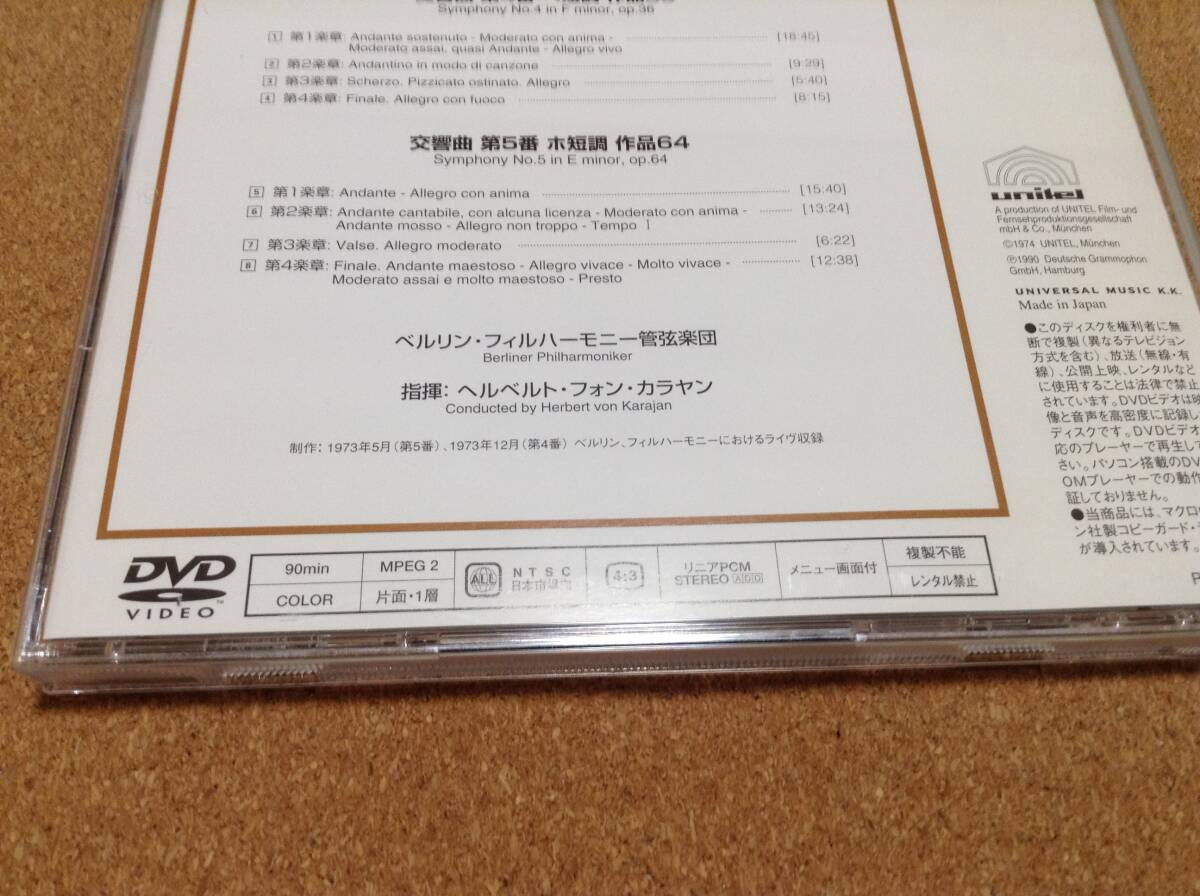 Symphony No.4 in F minor, op.36
1 第1楽章: Andante sostenuto - Moderato con anima - [18:45]
Moderato assai, quasi Andante - Allegro vivo
2 第2楽章: Andantino in modo di canzone [9:29]
3 第3楽章: Scherzo. Pizzicato ostinato. Allegro [5:40]
4 第4楽章: Finale. Allegro con fuoco [8:15]
交響曲 第5番 ホ短調 作品64
Symphony No.5 in E minor, op.64
5 第1楽章: Andante - Allegro con anima [15:40]
6 第2楽章: Andante cantabile, con alcuna licenza - Moderato con anima - [13:24]
Andante mosso - Allegro non troppo - Tempo I
7 第3楽章: Valse. Allegro moderato [6:22]
8 第4楽章: Finale. Andante maestoso - Allegro vivace - Molto vivace - [12:38]
Moderato assai e molto maestoso - Presto
ベルリン・フィルハーモニー管弦楽団
Berliner Philharmoniker
指揮: ヘルベルト・フォン・カラヤン
Conducted by Herbert von Karajan
制作:1973年5月(第5番)、1973年12月(第4番) ベルリン、フィルハーモニーにおけるライヴ収録
unitel
A production of UNITEL Film- und
Fernsehproduktionsgesellschaft
mbH & Co., München
©1974 UNITEL, München
℗1990 Deutsche Grammophon
GmbH, Hamburg
UNIVERSAL MUSIC K.K.
Made in Japan
●このディスクを権利者に無
断で複製(異なるテレビジョン
方式を含む)、放送(無線・有
線)、公開上映、レンタルなど
に使用することは法律で禁止
されています。DVDビデオは映
像と音声を高密度に記録し
ディスクです。DVDビデオ
応のプレーヤーで再生して
さい。パソコン搭載のDV
OMプレーヤーでの動作
証しておりません。
●当商品には、マクロ
ン社製コピーガード・
が導入されています。
DVD
VIDEO
90min
COLOR
MPEG 2
片面・1層
ALL
NTSC
日本市場向
4:3
リニアPCM
STEREO ADD
メニュー画面付
複製不能
レンタル禁止